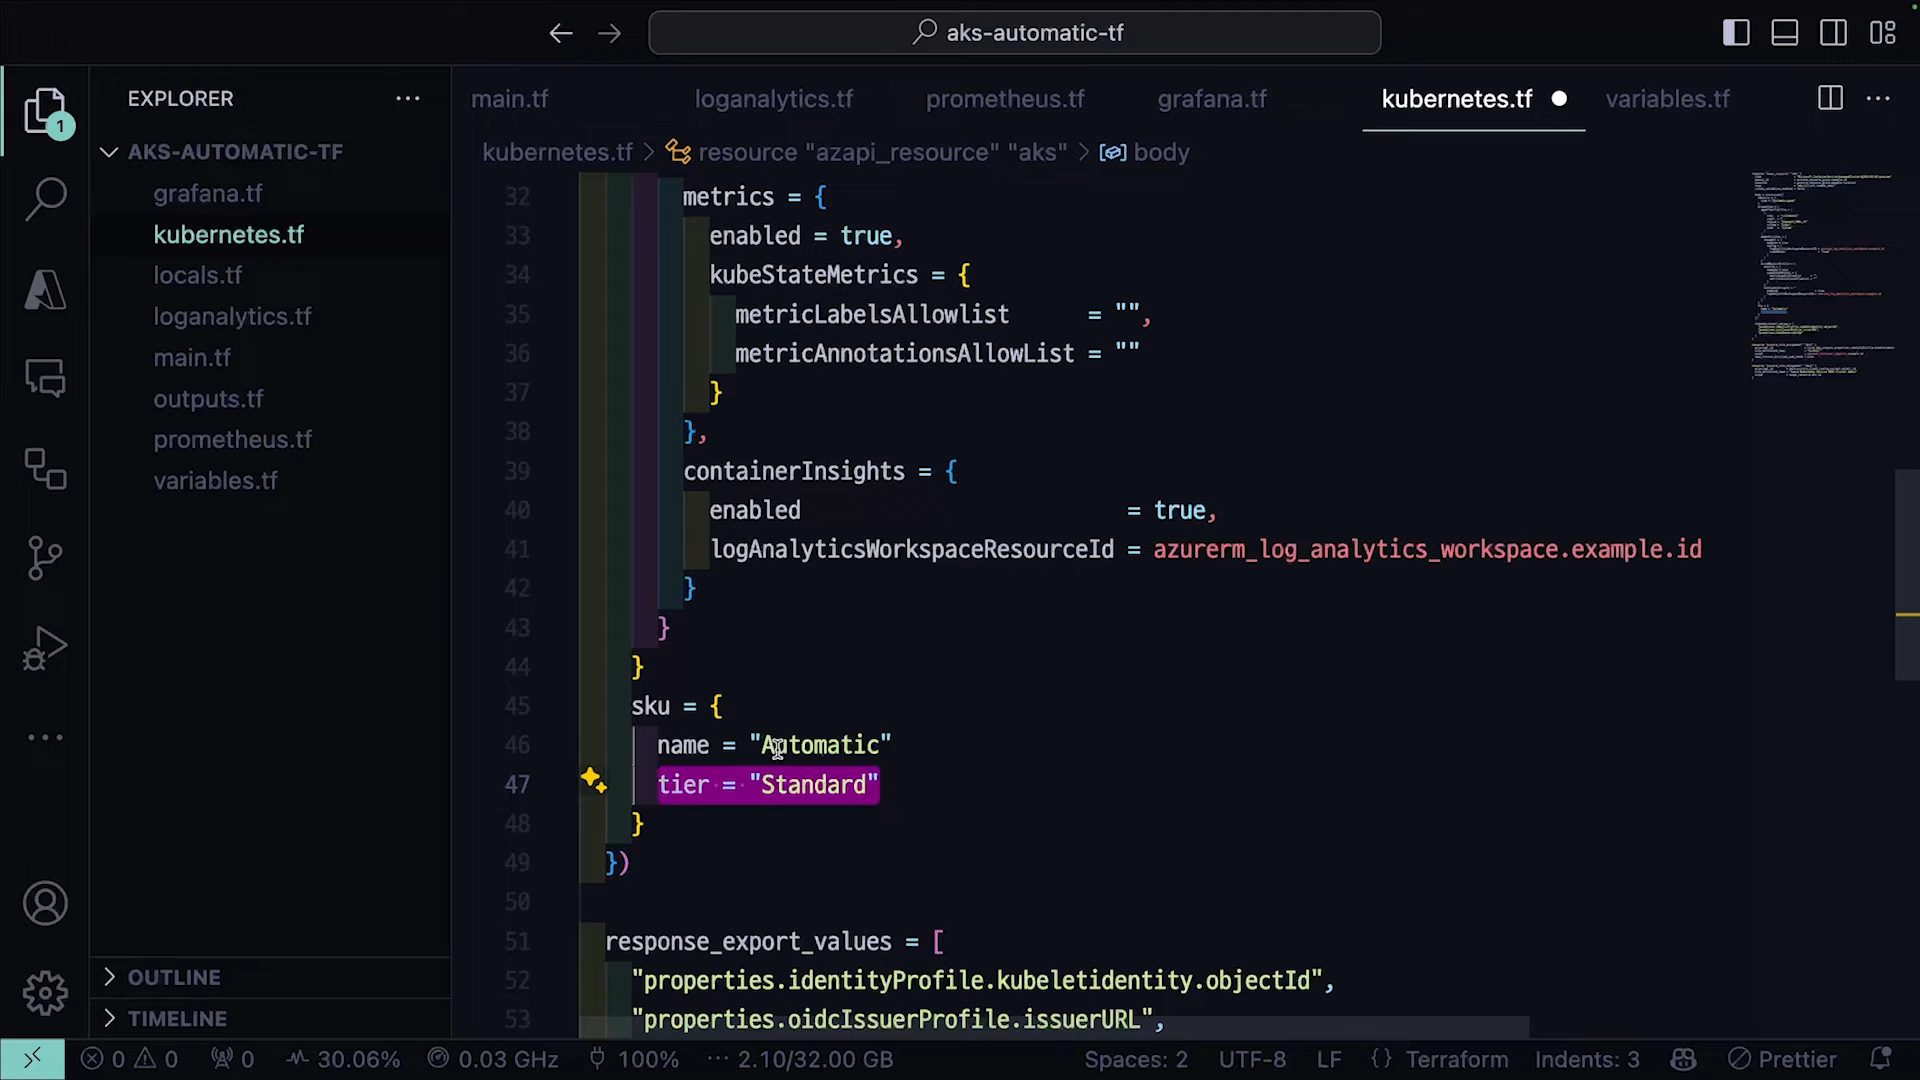 aks-automatic-tf
EXPLORER
1
AKS-AUTOMATIC-TF
grafana.tf
kubernetes.tf
locals.tf
loganalytics.tf
main.tf
outputs.tf
prometheus.tf
variables.tf
OUTLINE
TIMELINE
main.tf loganalytics.tf prometheus.tf grafana.tf kubernetes.tf variables.tf
kubernetes.tf > resource "azapi_resource" "aks" > body
32 metrics = {
33 enabled = true,
34 kubeStateMetrics = {
35 metricLabelsAllowlist = "",
36 metricAnnotationsAllowList = ""
37 }
38 },
39 containerInsights = {
40 enabled = true,
41 logAnalyticsWorkspaceResourceId = azurerm_log_analytics_workspace.example.id
42 }
43 }
44 }
45 sku = {
46 name = "Automatic"
47 tier = "Standard"
48 }
49 })
50
51 response_export_values = [
52 "properties.identityProfile.kubeletidentity.objectId",
53 "properties.oidcIssuerProfile.issuerURL",
0 0 0 30.06% 0.03 GHz 100% ··· 2.10/32.00 GB Spaces: 2 UTF-8 LF {} Terraform Indents: 3 Prettier